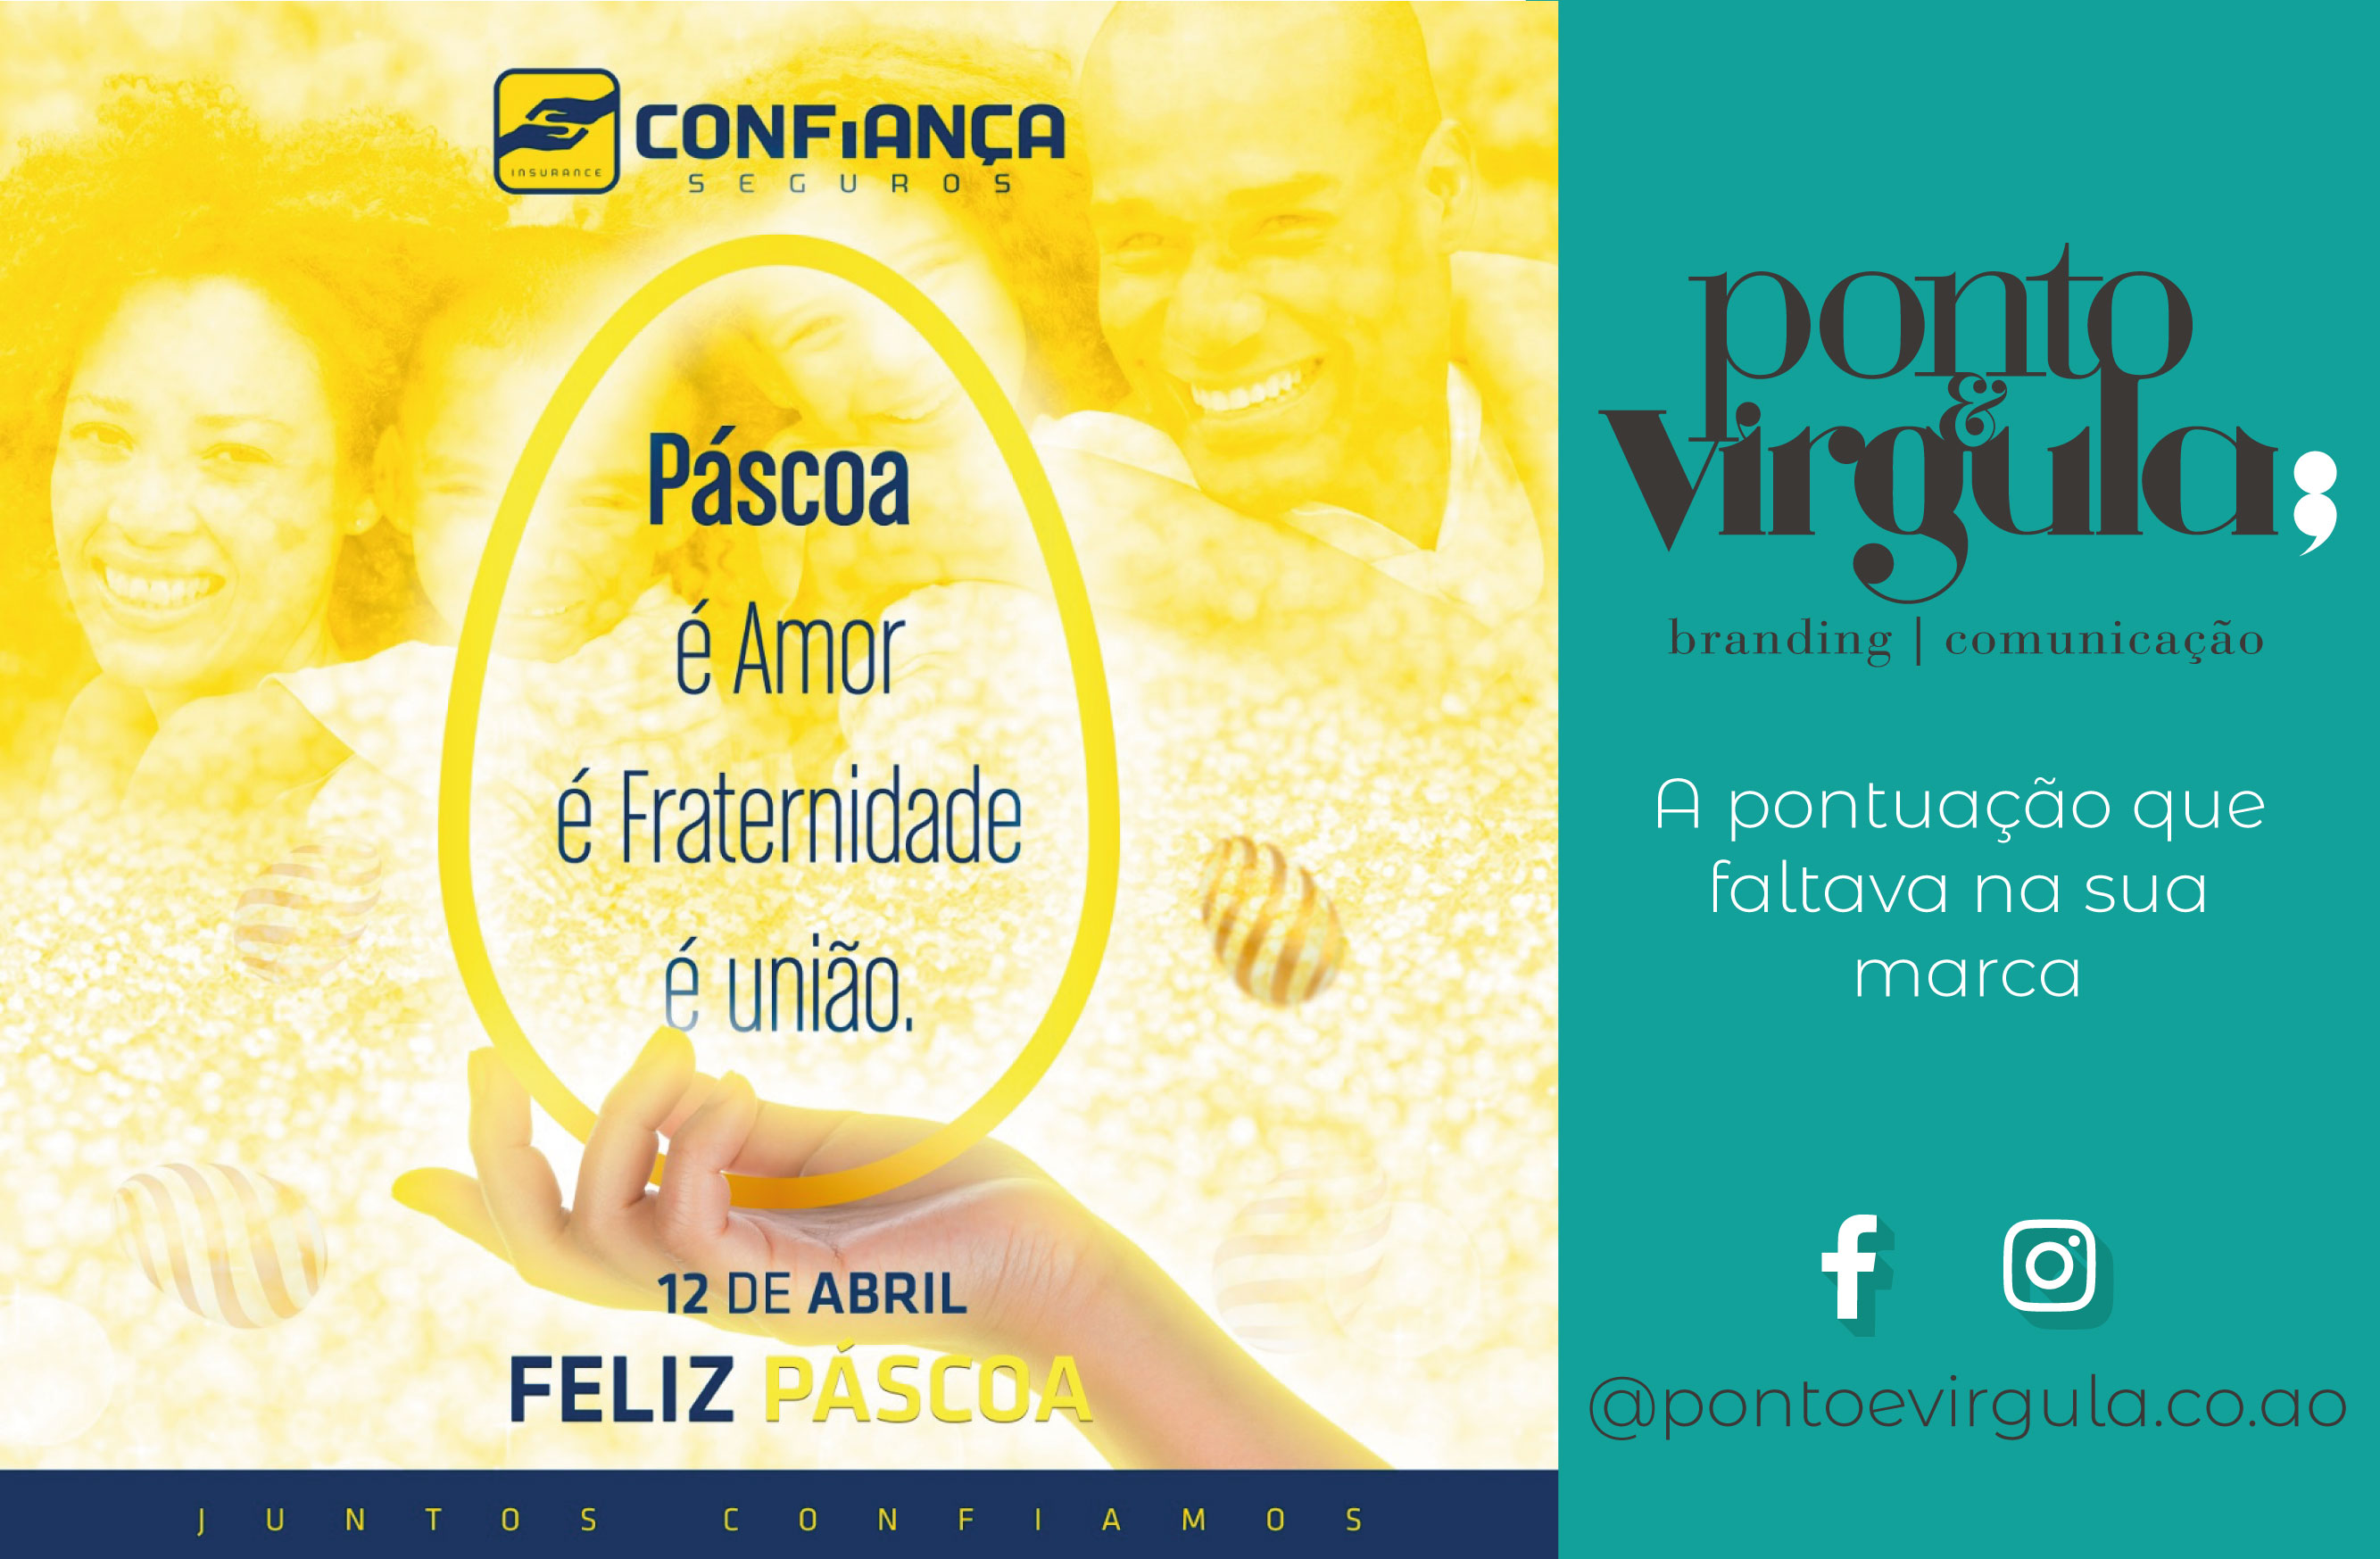 INSURANCE
CONFiANÇA
SEGUROS
Páscoa
é Amor
é Fraternidade
é união.
12 DE ABRIL
FELIZ PÁSCOA
JUNTOS CONFIAMOS
ponto
&
virgula;
branding | comunicação
A pontuação que
faltava na sua
marca
@pontoevirgula.co.ao